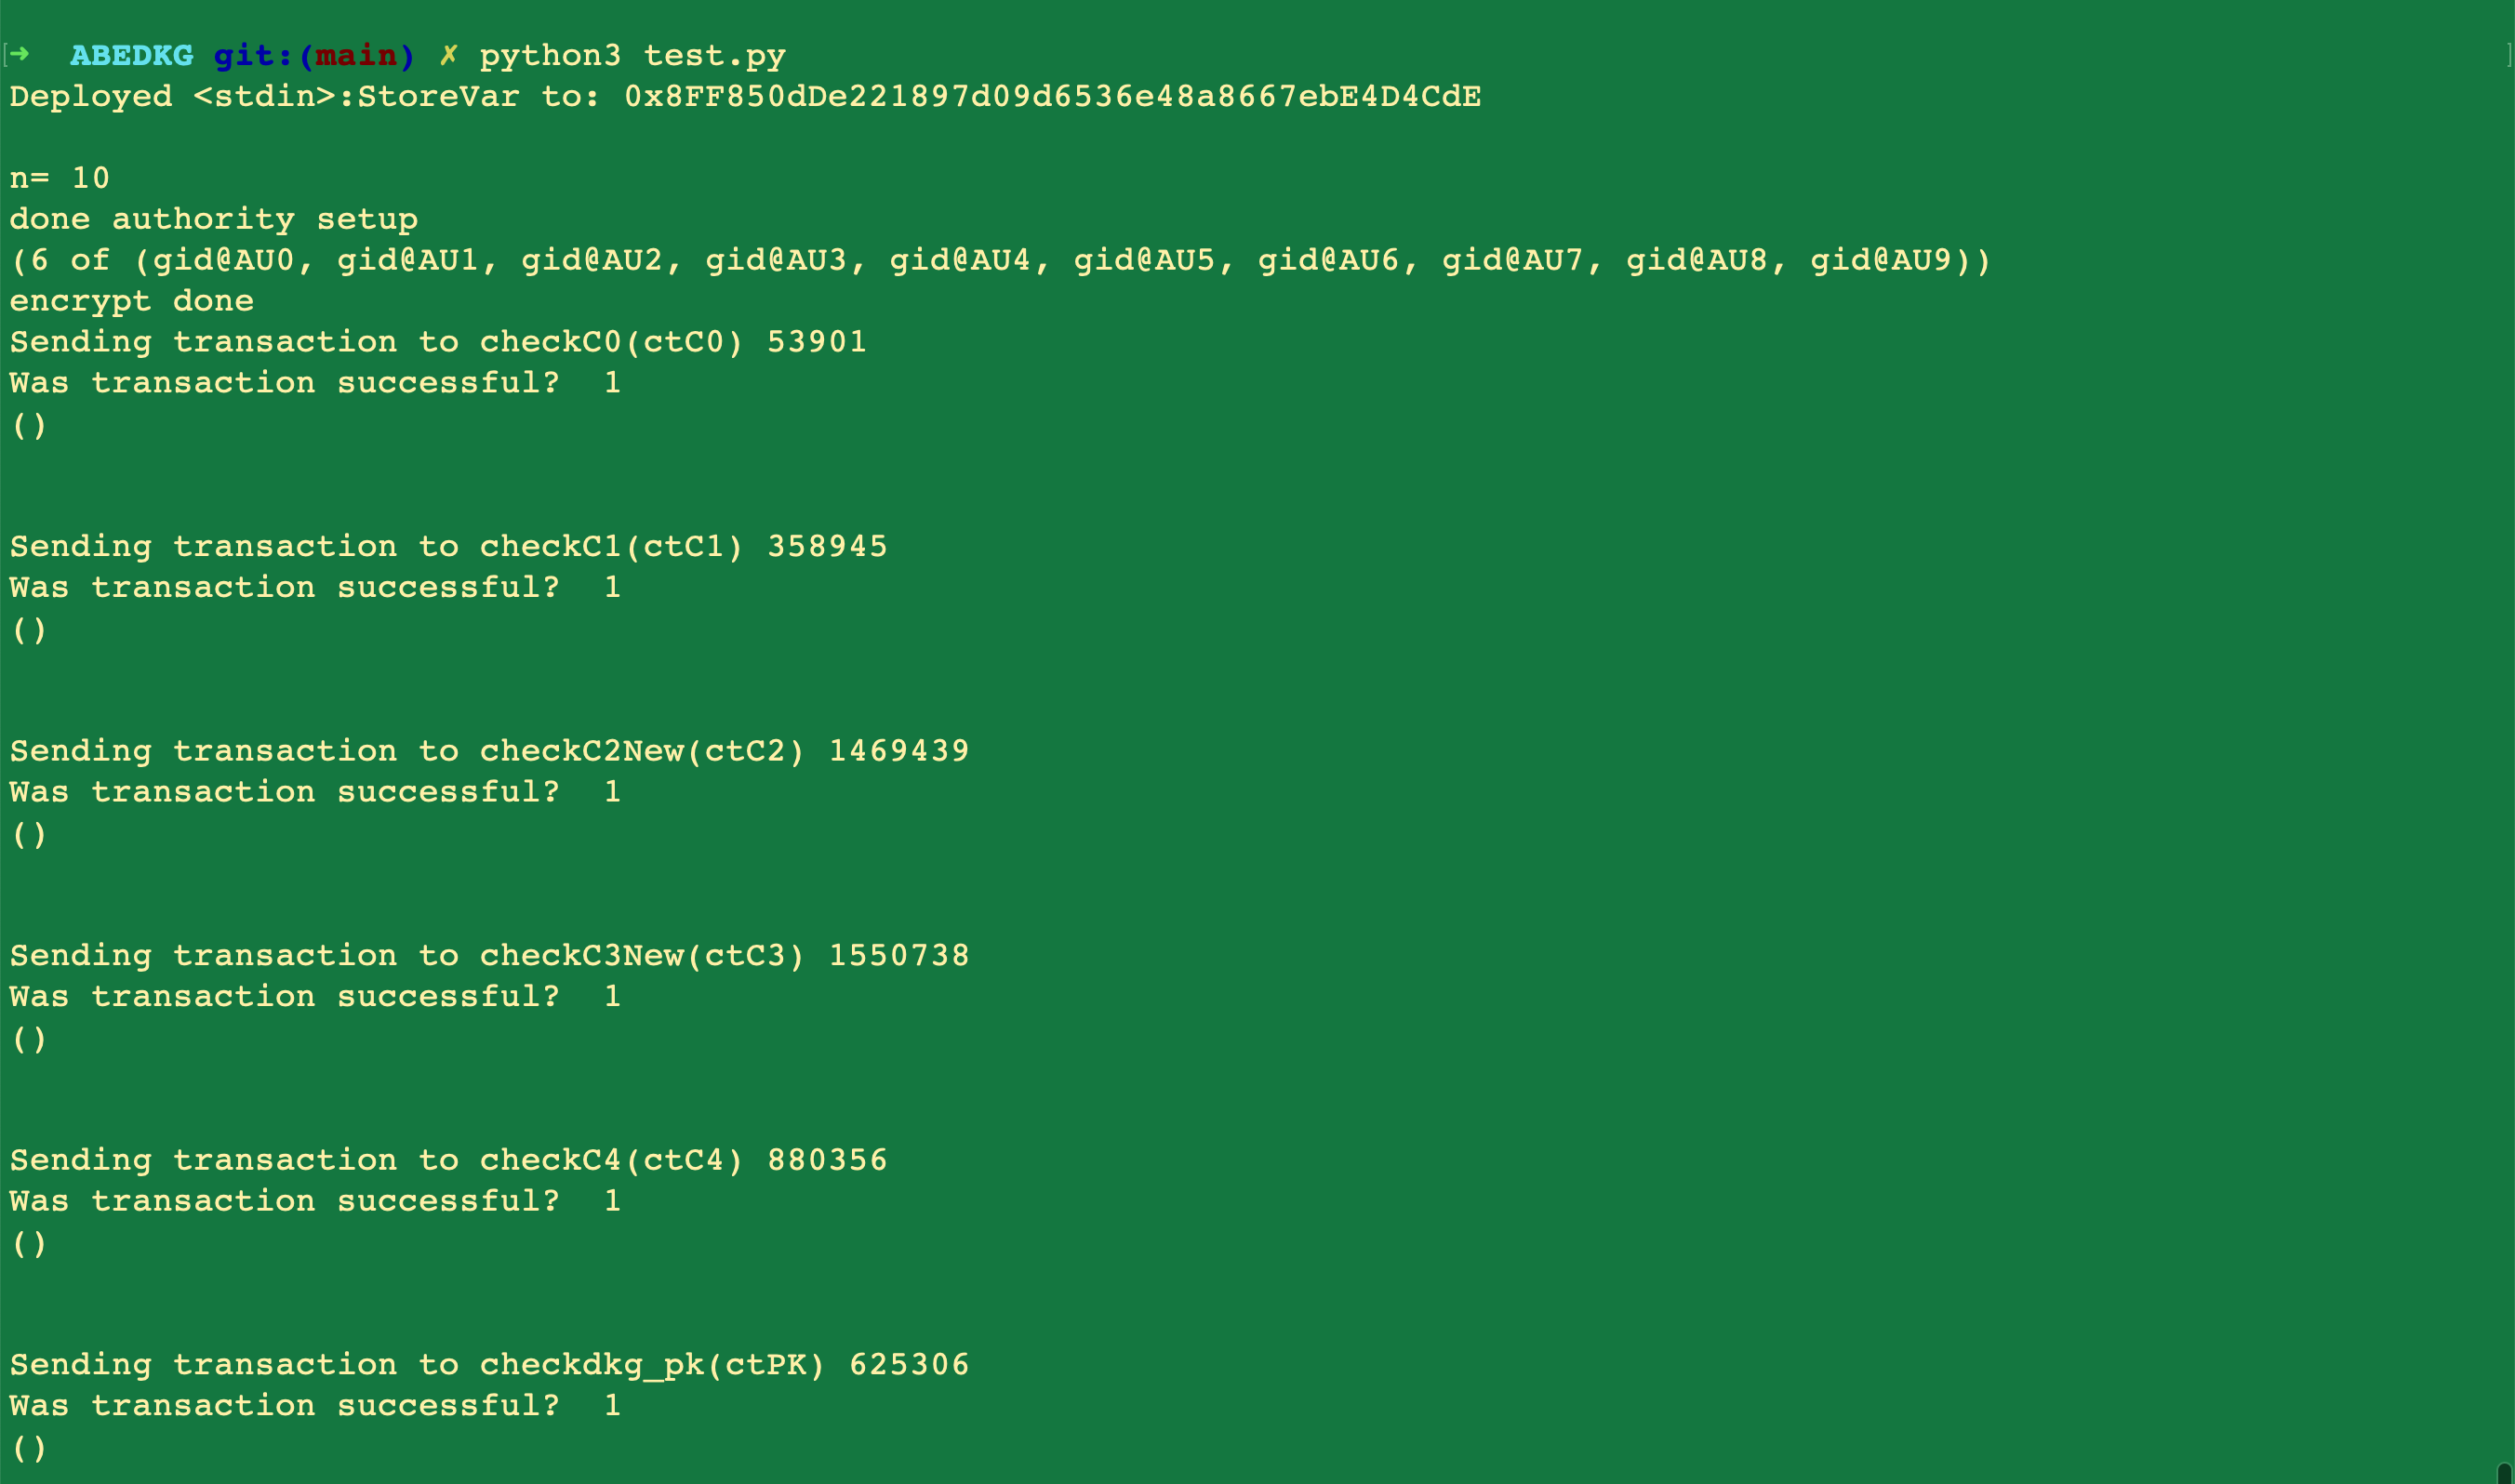 ➜ ABEDKG git:(main) ✗ python3 test.py
Deployed <stdin>:StoreVar to: 0x8FF850dDe221897d09d6536e48a8667ebE4D4CdE
n= 10
done authority setup
(6 of (gid@AU0, gid@AU1, gid@AU2, gid@AU3, gid@AU4, gid@AU5, gid@AU6, gid@AU7, gid@AU8, gid@AU9))
encrypt done
Sending transaction to checkC0(ctC0) 53901
Was transaction successful?  1
()
Sending transaction to checkC1(ctC1) 358945
Was transaction successful?  1
()
Sending transaction to checkC2New(ctC2) 1469439
Was transaction successful?  1
()
Sending transaction to checkC3New(ctC3) 1550738
Was transaction successful?  1
()
Sending transaction to checkC4(ctC4) 880356
Was transaction successful?  1
()
Sending transaction to checkdkg_pk(ctPK) 625306
Was transaction successful?  1
()